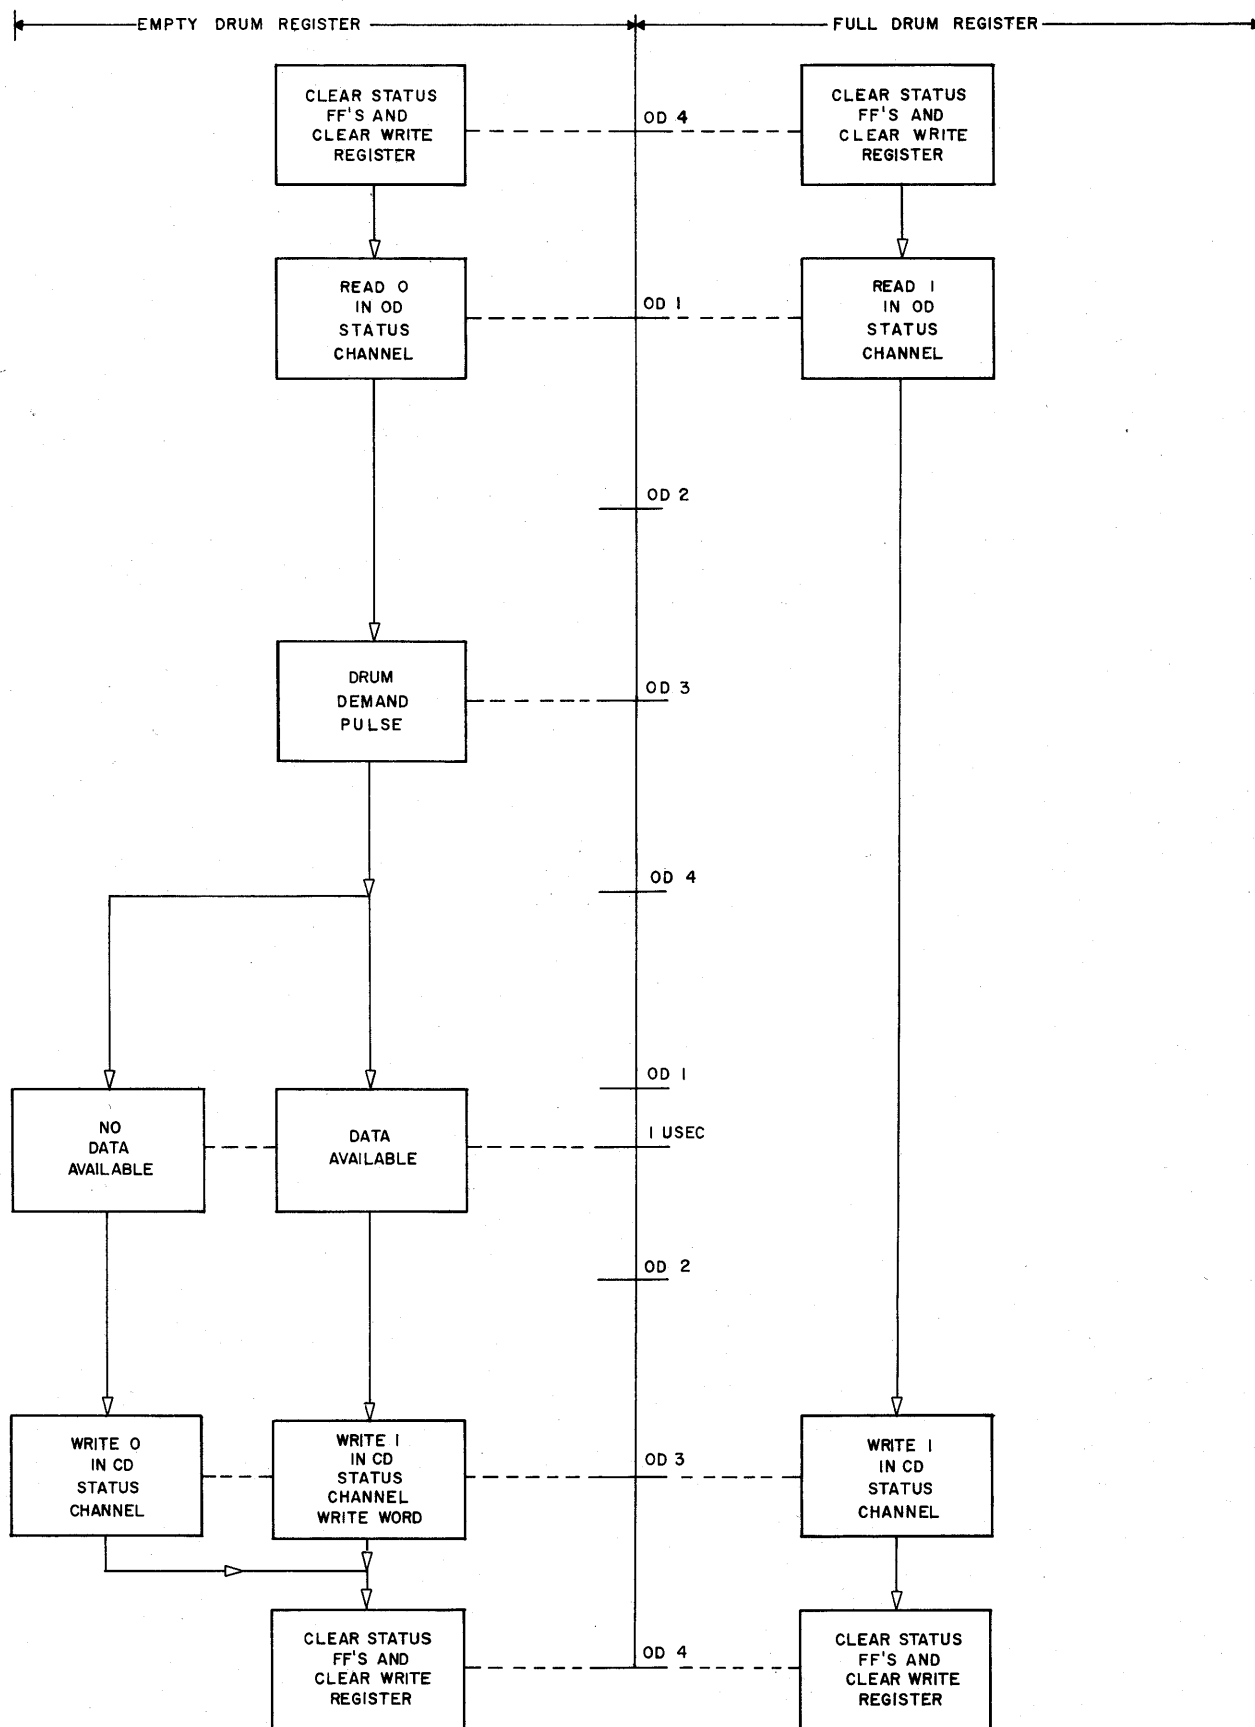 EMPTY DRUM REGISTER
FULL DRUM REGISTER
CLEAR STATUS
FF'S AND
CLEAR WRITE
REGISTER
OD 4
CLEAR STATUS
FF'S AND
CLEAR WRITE
REGISTER
READ 0
IN OD
STATUS
CHANNEL
OD 1
READ 1
IN OD
STATUS
CHANNEL
OD 2
DRUM
DEMAND
PULSE
OD 3
OD 4
OD 1
NO
DATA
AVAILABLE
DATA
AVAILABLE
1 USEC
OD 2
WRITE 0
IN CD
STATUS
CHANNEL
WRITE 1
IN CD
STATUS
CHANNEL
WRITE WORD
OD 3
WRITE 1
IN CD
STATUS
CHANNEL
CLEAR STATUS
FF'S AND
CLEAR WRITE
REGISTER
OD 4
CLEAR STATUS
FF'S AND
CLEAR WRITE
REGISTER